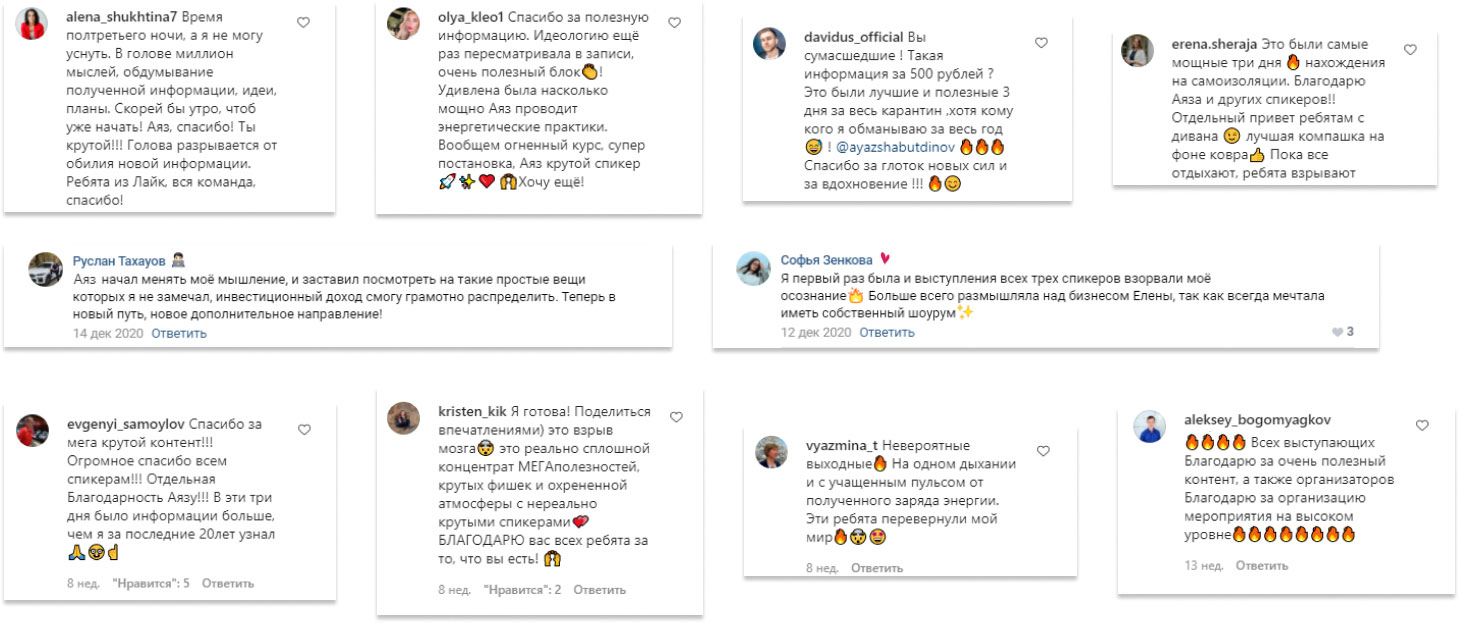 alena_shukhtina7 Время
полтретьего ночи, а я не могу
уснуть. В голове миллион
мыслей, обдумывание
полученной информации, идеи,
планы. Скорей бы утро, чтоб
уже начать! Аяз, спасибо! Ты
крутой!!! Голова разрывается от
обилия новой информации.
Ребята из Лайк, вся команда,
спасибо!
olya_kleo1 Спасибо за полезную
информацию. Идеологию ещё
раз пересматривала в записи,
очень полезный блок👏!
Удивлена была насколько
мощно Аяз проводит
энергетические практики.
Вообщем огненный курс, супер
постановка, Аяз крутой спикер
🚀✨❤️🙌Хочу ещё!
davidus_official Вы
сумасшедшие ! Такая
информация за 500 рублей ?
Это были лучшие и полезные 3
дня за весь карантин ,хотя кому
кого я обманываю за весь год
😅 ! @ayazshabutdinov 🔥🔥🔥
Спасибо за глоток новых сил и
за вдохновение !!! 🔥😊
erena.sheraja Это были самые
мощные три дня 🔥 нахождения
на самоизоляции. Благодарю
Аяза и других спикеров!!
Отдельный привет ребятам с
дивана 😉 лучшая компашка на
фоне ковра👍 Пока все
отдыхают, ребята взрывают
Руслан Тахауов 👨🏻‍💻
Аяз начал менять моё мышление, и заставил посмотреть на такие простые вещи
которых я не замечал, инвестиционный доход смогу грамотно распределить. Теперь в
новый путь, новое дополнительное направление!
14 дек 2020 Ответить
Софья Зенкова
Я первый раз была и выступления всех трех спикеров взорвали моё
осознание🔥 Больше всего размышляла над бизнесом Елены, так как всегда мечтала
иметь собственный шоурум✨
12 дек 2020 Ответить 3
evgenyi_samoylov Спасибо за
мега крутой контент!!!
Огромное спасибо всем
спикерам!!! Отдельная
Благодарность Аязу!!! В эти три
дня было информации больше,
чем я за последние 20лет узнал
🙏🤓☝️
8 нед. "Нравится": 5 Ответить
kristen_kik Я готова! Поделиться
впечатлениями) это взрыв
мозга🤯 это реально сплошной
концентрат МЕГАполезностей,
крутых фишек и охрененной
атмосферы с нереально
крутыми спикерами💕
БЛАГОДАРЮ вас всех ребята за
то, что вы есть! 🙌
8 нед. "Нравится": 2 Ответить
vyazmina_t Невероятные
выходные🔥 На одном дыхании
и с учащенным пульсом от
полученного заряда энергии.
Эти ребята перевернули мой
мир🔥🤯🤩
8 нед. Ответить
aleksey_bogomyagkov
🔥🔥🔥🔥 Всех выступающих
Благодарю за очень полезный
контент, а также организаторов
Благодарю за организацию
мероприятия на высоком
уровне🔥🔥🔥🔥🔥🔥🔥🔥
13 нед. Ответить